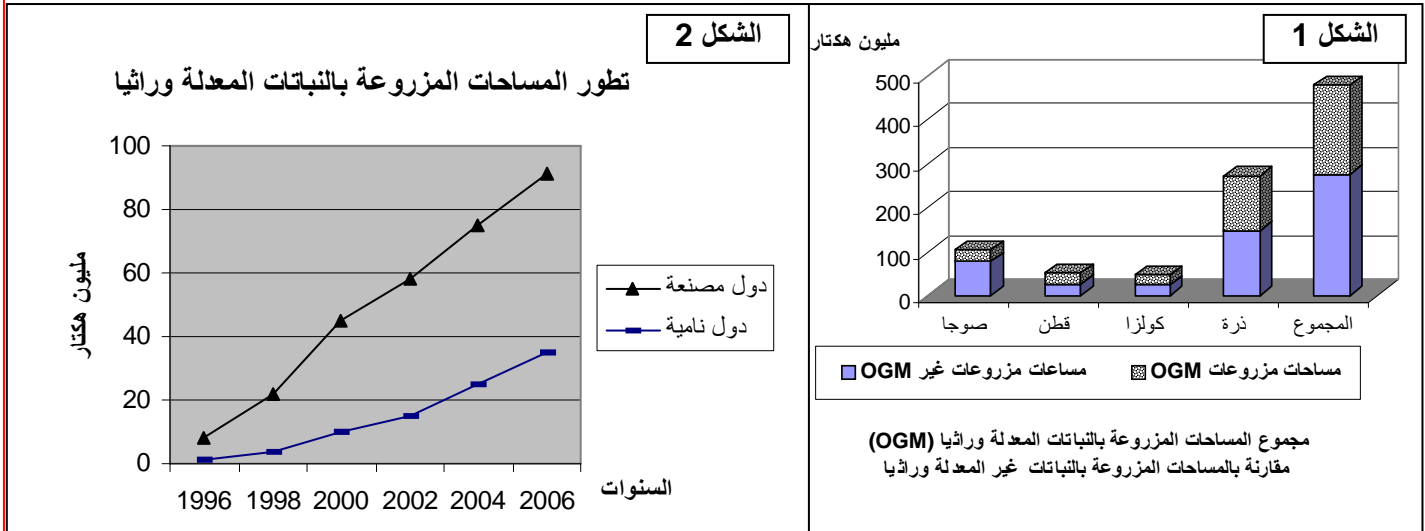 الشكل 1
مليون هكتار
500
400
300
200
100
0
صوجا
قطن
كولزا
ذرة
المجموع
مساعات مزروعات غير OGM
مساحات مزروعات OGM
مجموع المساحات المزروعة بالنباتات المعدلة وراثيا (OGM)
مقارنة بالمساحات المزروعة بالنباتات غير المعدلة وراثيا
الشكل 2
تطور المساحات المزروعة بالنباتات المعدلة وراثيا
مليون هكتار
100
80
60
40
20
0
1996 1998 2000 2002 2004 2006
السنوات
دول مصنعة
دول نامية